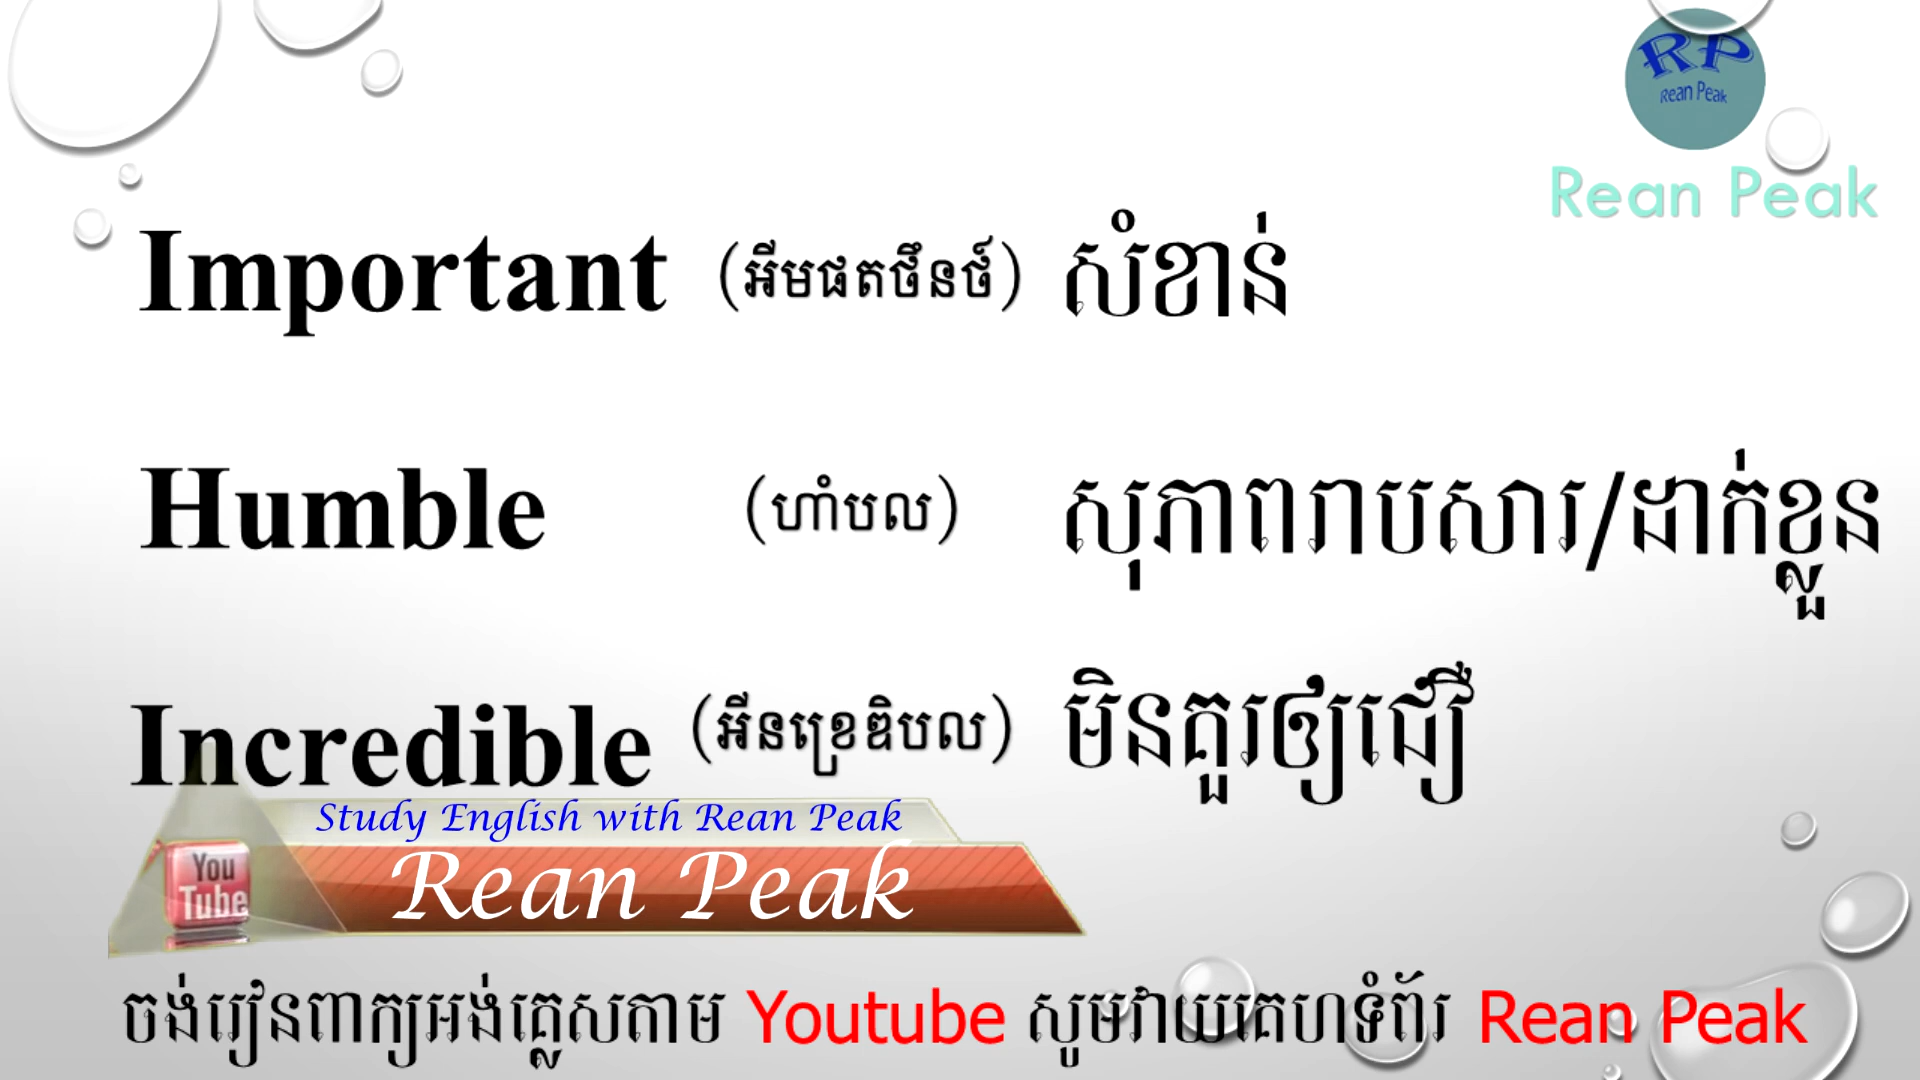 RP
Rean Peak
Rean Peak
Important (អីមផតថឹនថ៍) សំខាន់
Humble (ហាំបល) សុភាពរាបសារ/ដាក់ខ្លួន
Incredible (អីនខ្រេឌិបល) មិនគួរឲ្យជឿ
Study English with Rean Peak
You
Tube
Rean Peak
ចង់រៀនពាក្យអង់គ្លេសតាម Youtube សូមវាយគេហទំព័រ Rean Peak